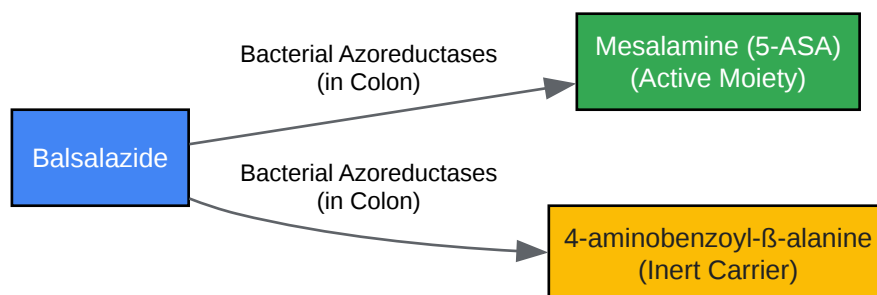 Balsalazide
Bacterial Azoreductases
(in Colon)
Mesalamine (5-ASA)
(Active Moiety)
Bacterial Azoreductases
(in Colon)
4-aminobenzoyl-ß-alanine
(Inert Carrier)